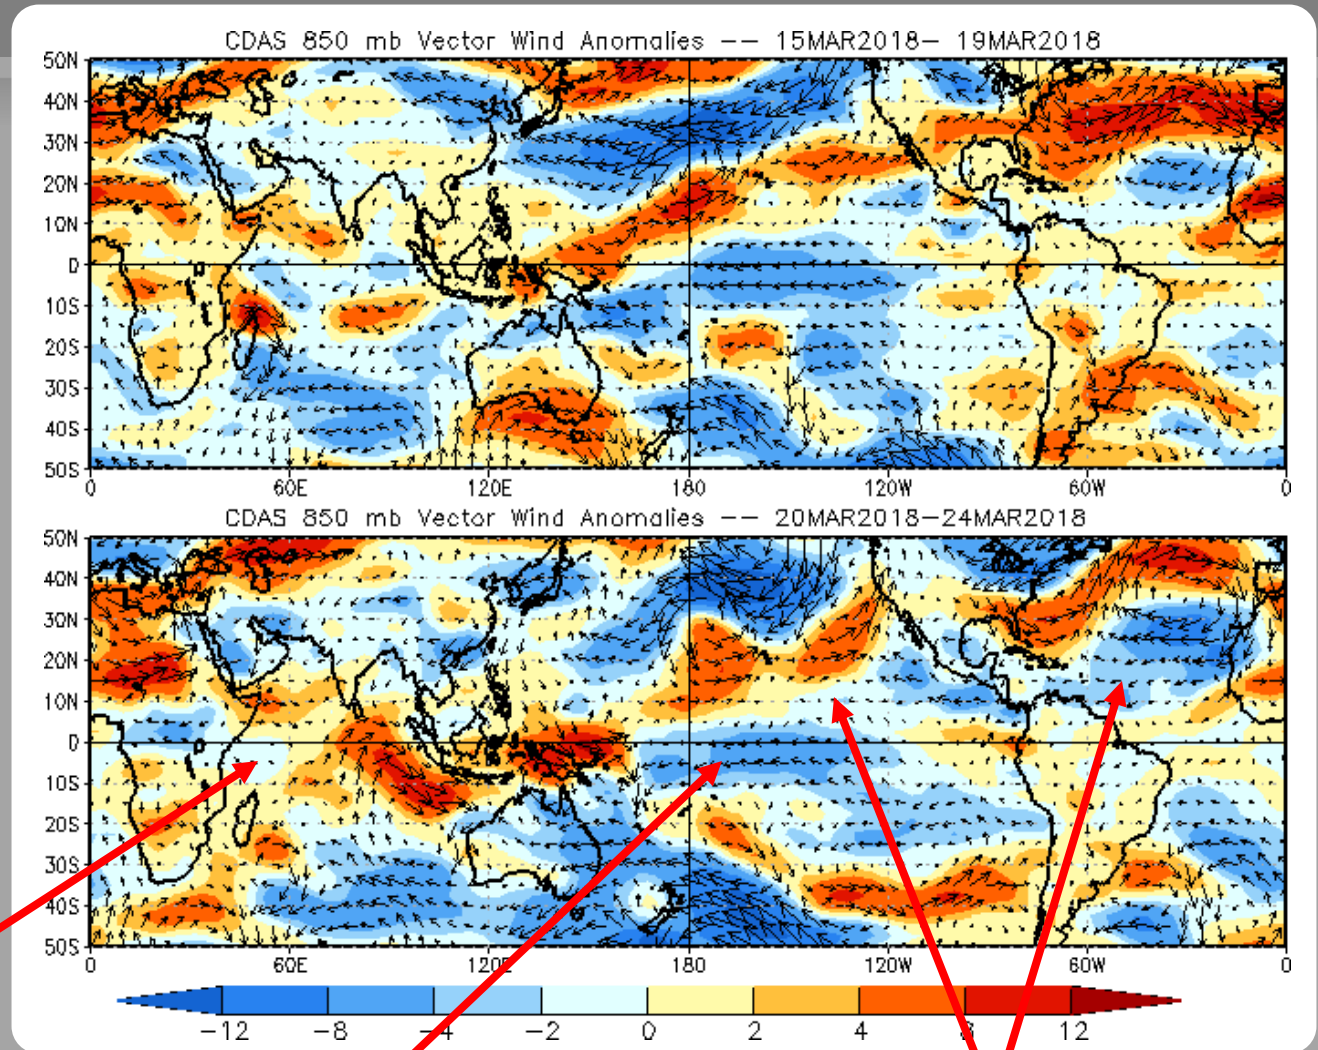 CDAS 850 mb Vector Wind Anomalies -- 15MAR2018- 19MAR2018
50N
40N
30N
20N
10N
0
10S
20S
30S
40S
50S
0 60E 120E 180 120W 60W 0
CDAS 850 mb Vector Wind Anomalies -- 20MAR2018-24MAR2018
50N
40N
30N
20N
10N
0
10S
20S
30S
40S
50S
0 60E 120E 180 120W 60W 0
-12 -8 -4 -2 0 2 4 8 12